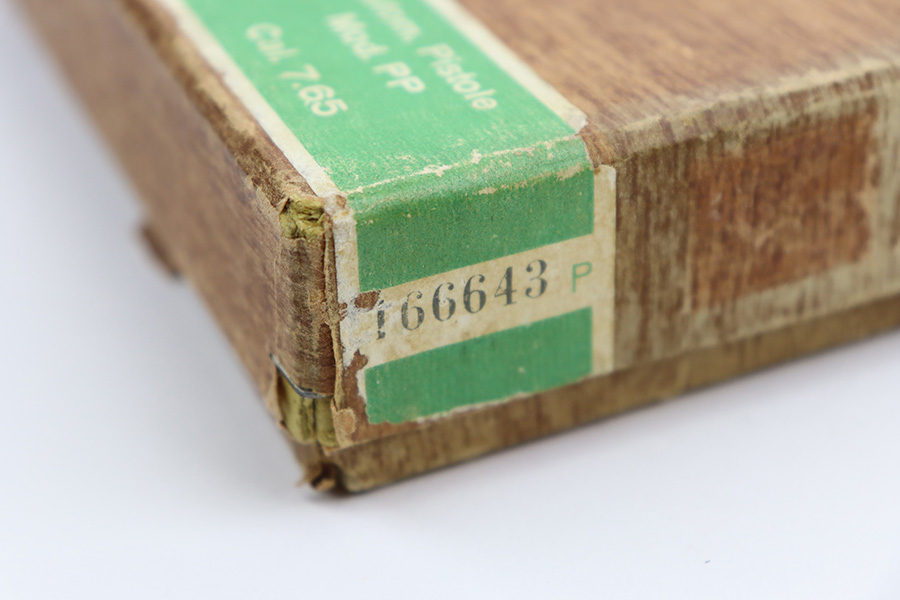 Pistole
Mod. PP
Cal. 7.65
166643 P